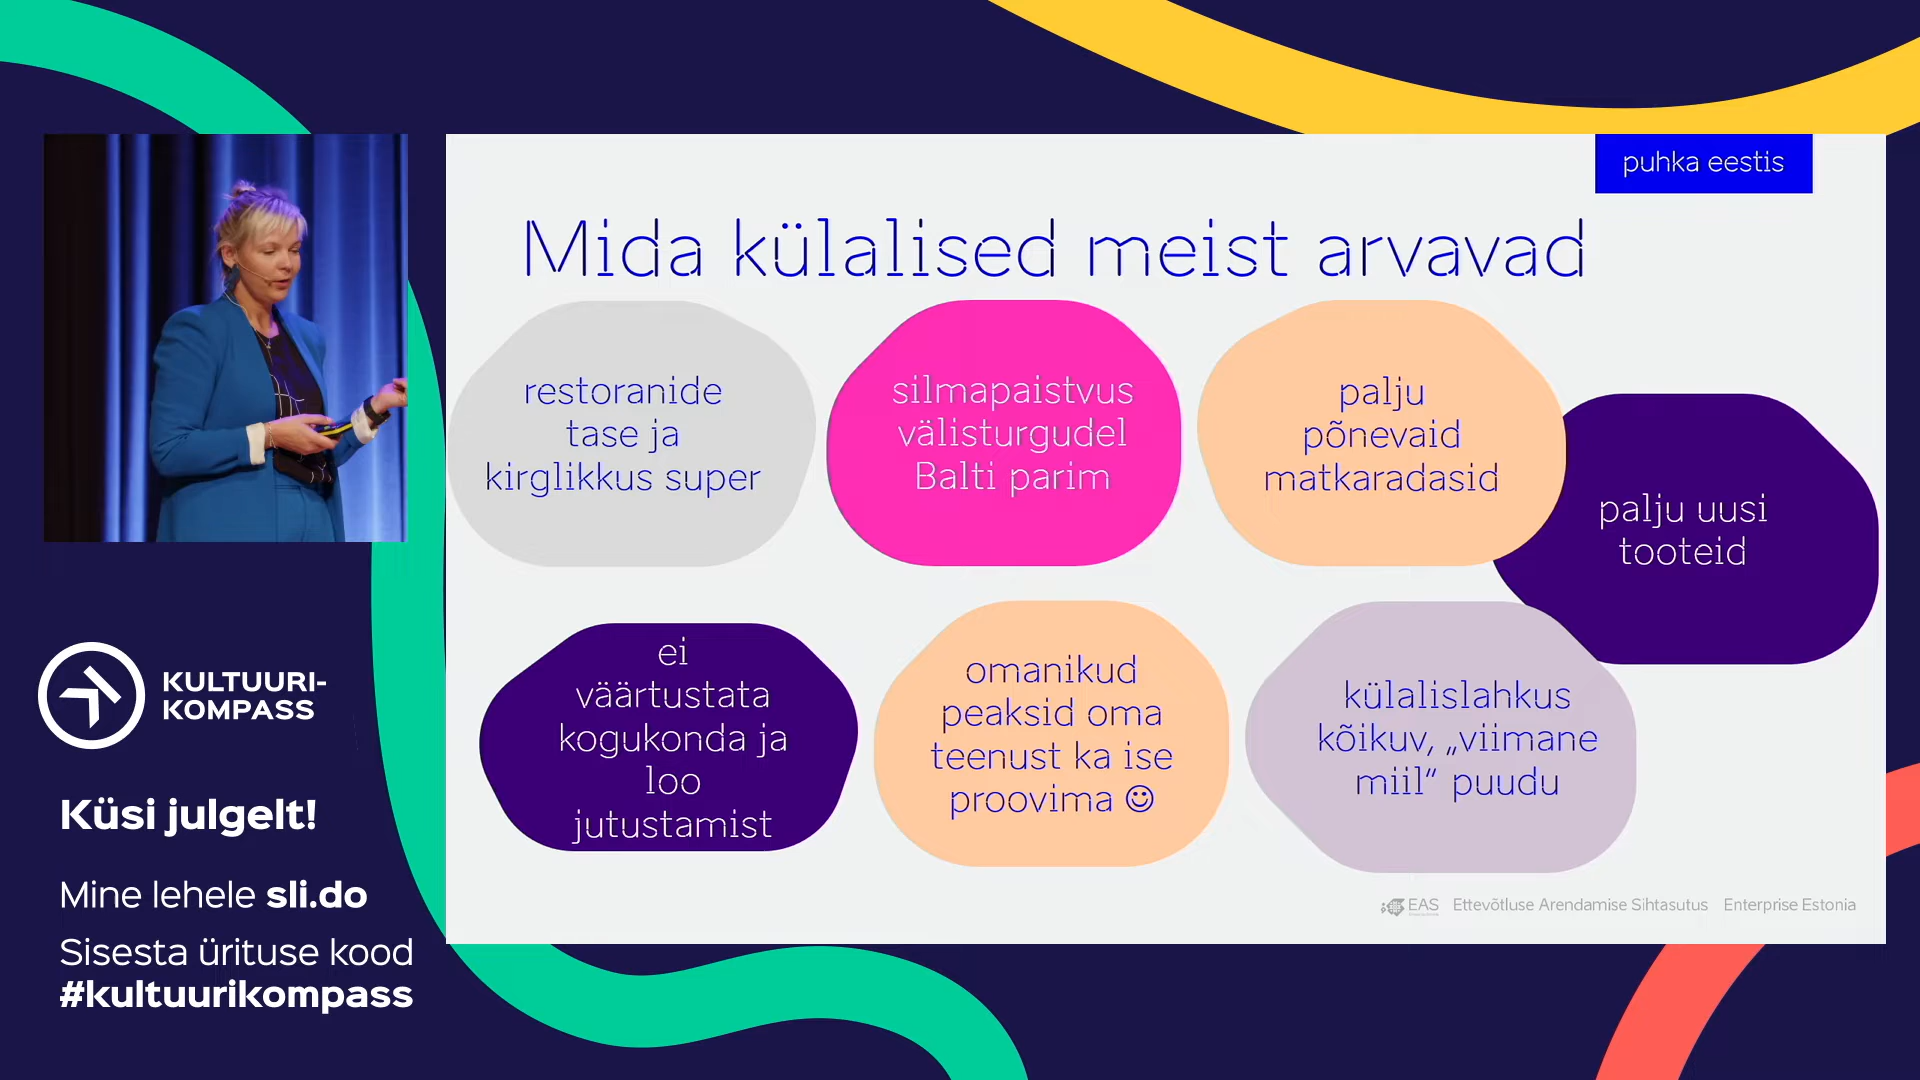 puhka eestis
Mida külalised meist arvavad
restoranide
tase ja
kirglikkus super
silmapaistvus
välisturgudel
Balti parim
palju
põnevaid
matkaradasid
palju uusi
tooteid
ei
väärtustata
kogukonda ja
loo
jutustamist
omanikud
peaksid oma
teenust ka ise
proovima ☺
külalislahkus
kõikuv, „viimane
miil“ puudu
EAS Ettevõtluse Arendamise Sihtasutus Enterprise Estonia
KULTUURI-
KOMPASS
Küsi julgelt!
Mine lehele sli.do
Sisesta ürituse kood
#kultuurikompass